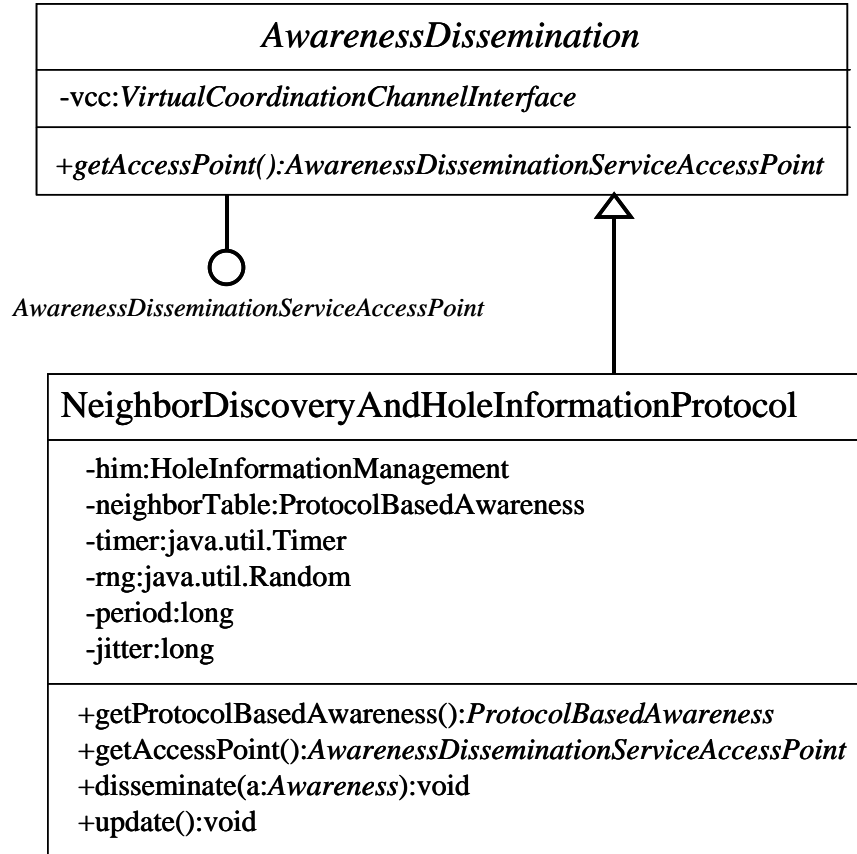 AwarenessDissemination
-vcc:VirtualCoordinationChannelInterface
+getAccessPoint():AwarenessDisseminationServiceAccessPoint
AwarenessDisseminationServiceAccessPoint
NeighborDiscoveryAndHoleInformationProtocol
-him:HoleInformationManagement
-neighborTable:ProtocolBasedAwareness
-timer:java.util.Timer
-rng:java.util.Random
-period:long
-jitter:long
+getProtocolBasedAwareness():ProtocolBasedAwareness
+getAccessPoint():AwarenessDisseminationServiceAccessPoint
+disseminate(a:Awareness):void
+update():void